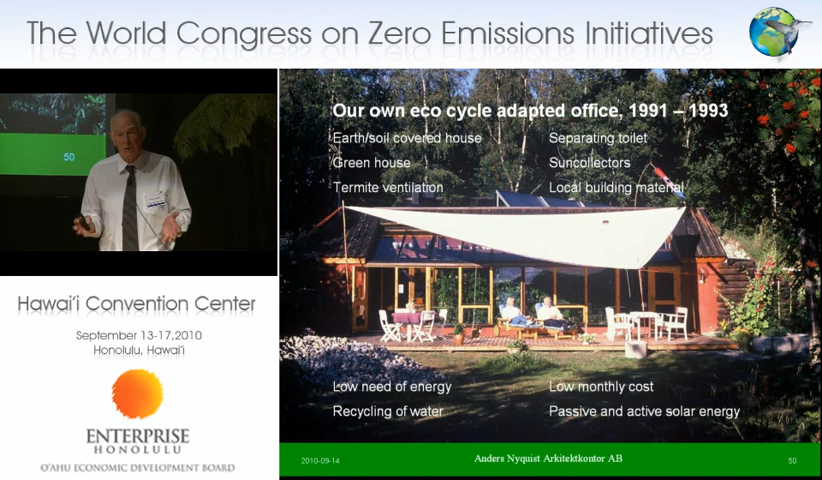 The World Congress on Zero Emissions Initiatives
50
Our own eco cycle adapted office, 1991 – 1993
Earth/soil covered house
Separating toilet
Green house
Suncollectors
Termite ventilation
Local building material
Low need of energy
Low monthly cost
Recycling of water
Passive and active solar energy
2010-09-14
Anders Nyquist Arkitektkontor AB
50
Hawai'i Convention Center
September 13-17,2010
Honolulu, Hawai'i
ENTERPRISE
HONOLULU
O'AHU ECONOMIC DEVELOPMENT BOARD